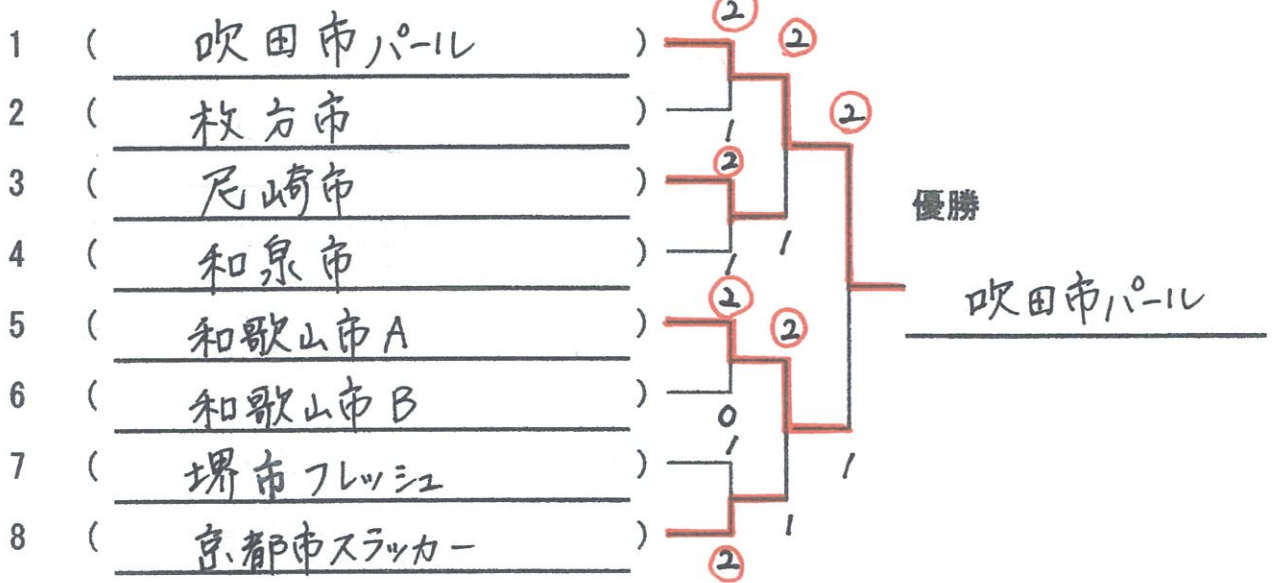 ②
1 ( 吹田市パール ) ②
2 ( 枚方市 ) ②
1
3 ( 尼崎市 ) ②
優勝
4 ( 和泉市 ) 1 1
5 ( 和歌山市A ) ② ② 吹田市パール
6 ( 和歌山市B ) 0
7 ( 堺市フレッシュ ) 1 1
8 ( 京都市スラッカー ) 1
②